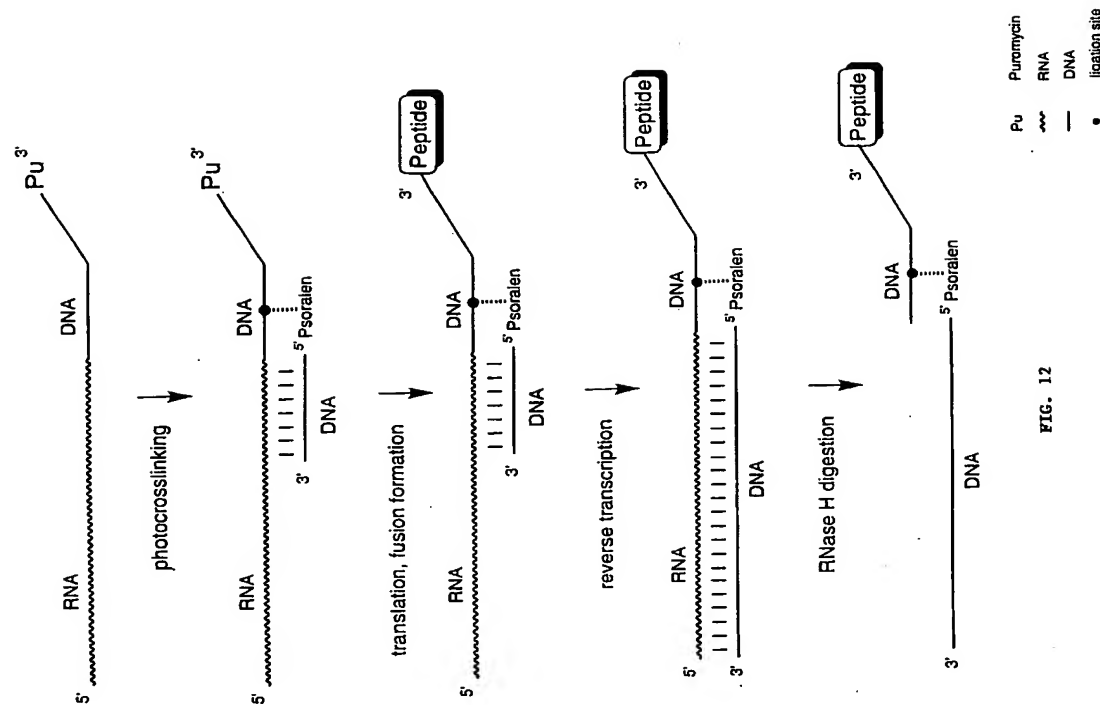 5' RNA DNA Pu 3'
photocrosslinking
5' RNA DNA Pu 3'
3' DNA 5' Psoralen
translation, fusion formation
5' RNA DNA 3' Peptide
3' DNA 5' Psoralen
reverse transcription
5' RNA DNA 3' Peptide
3' DNA 5' Psoralen
RNase H digestion
DNA 3' Peptide
3' DNA 5' Psoralen
Pu Puromycin
RNA
DNA
ligation site
FIG. 12